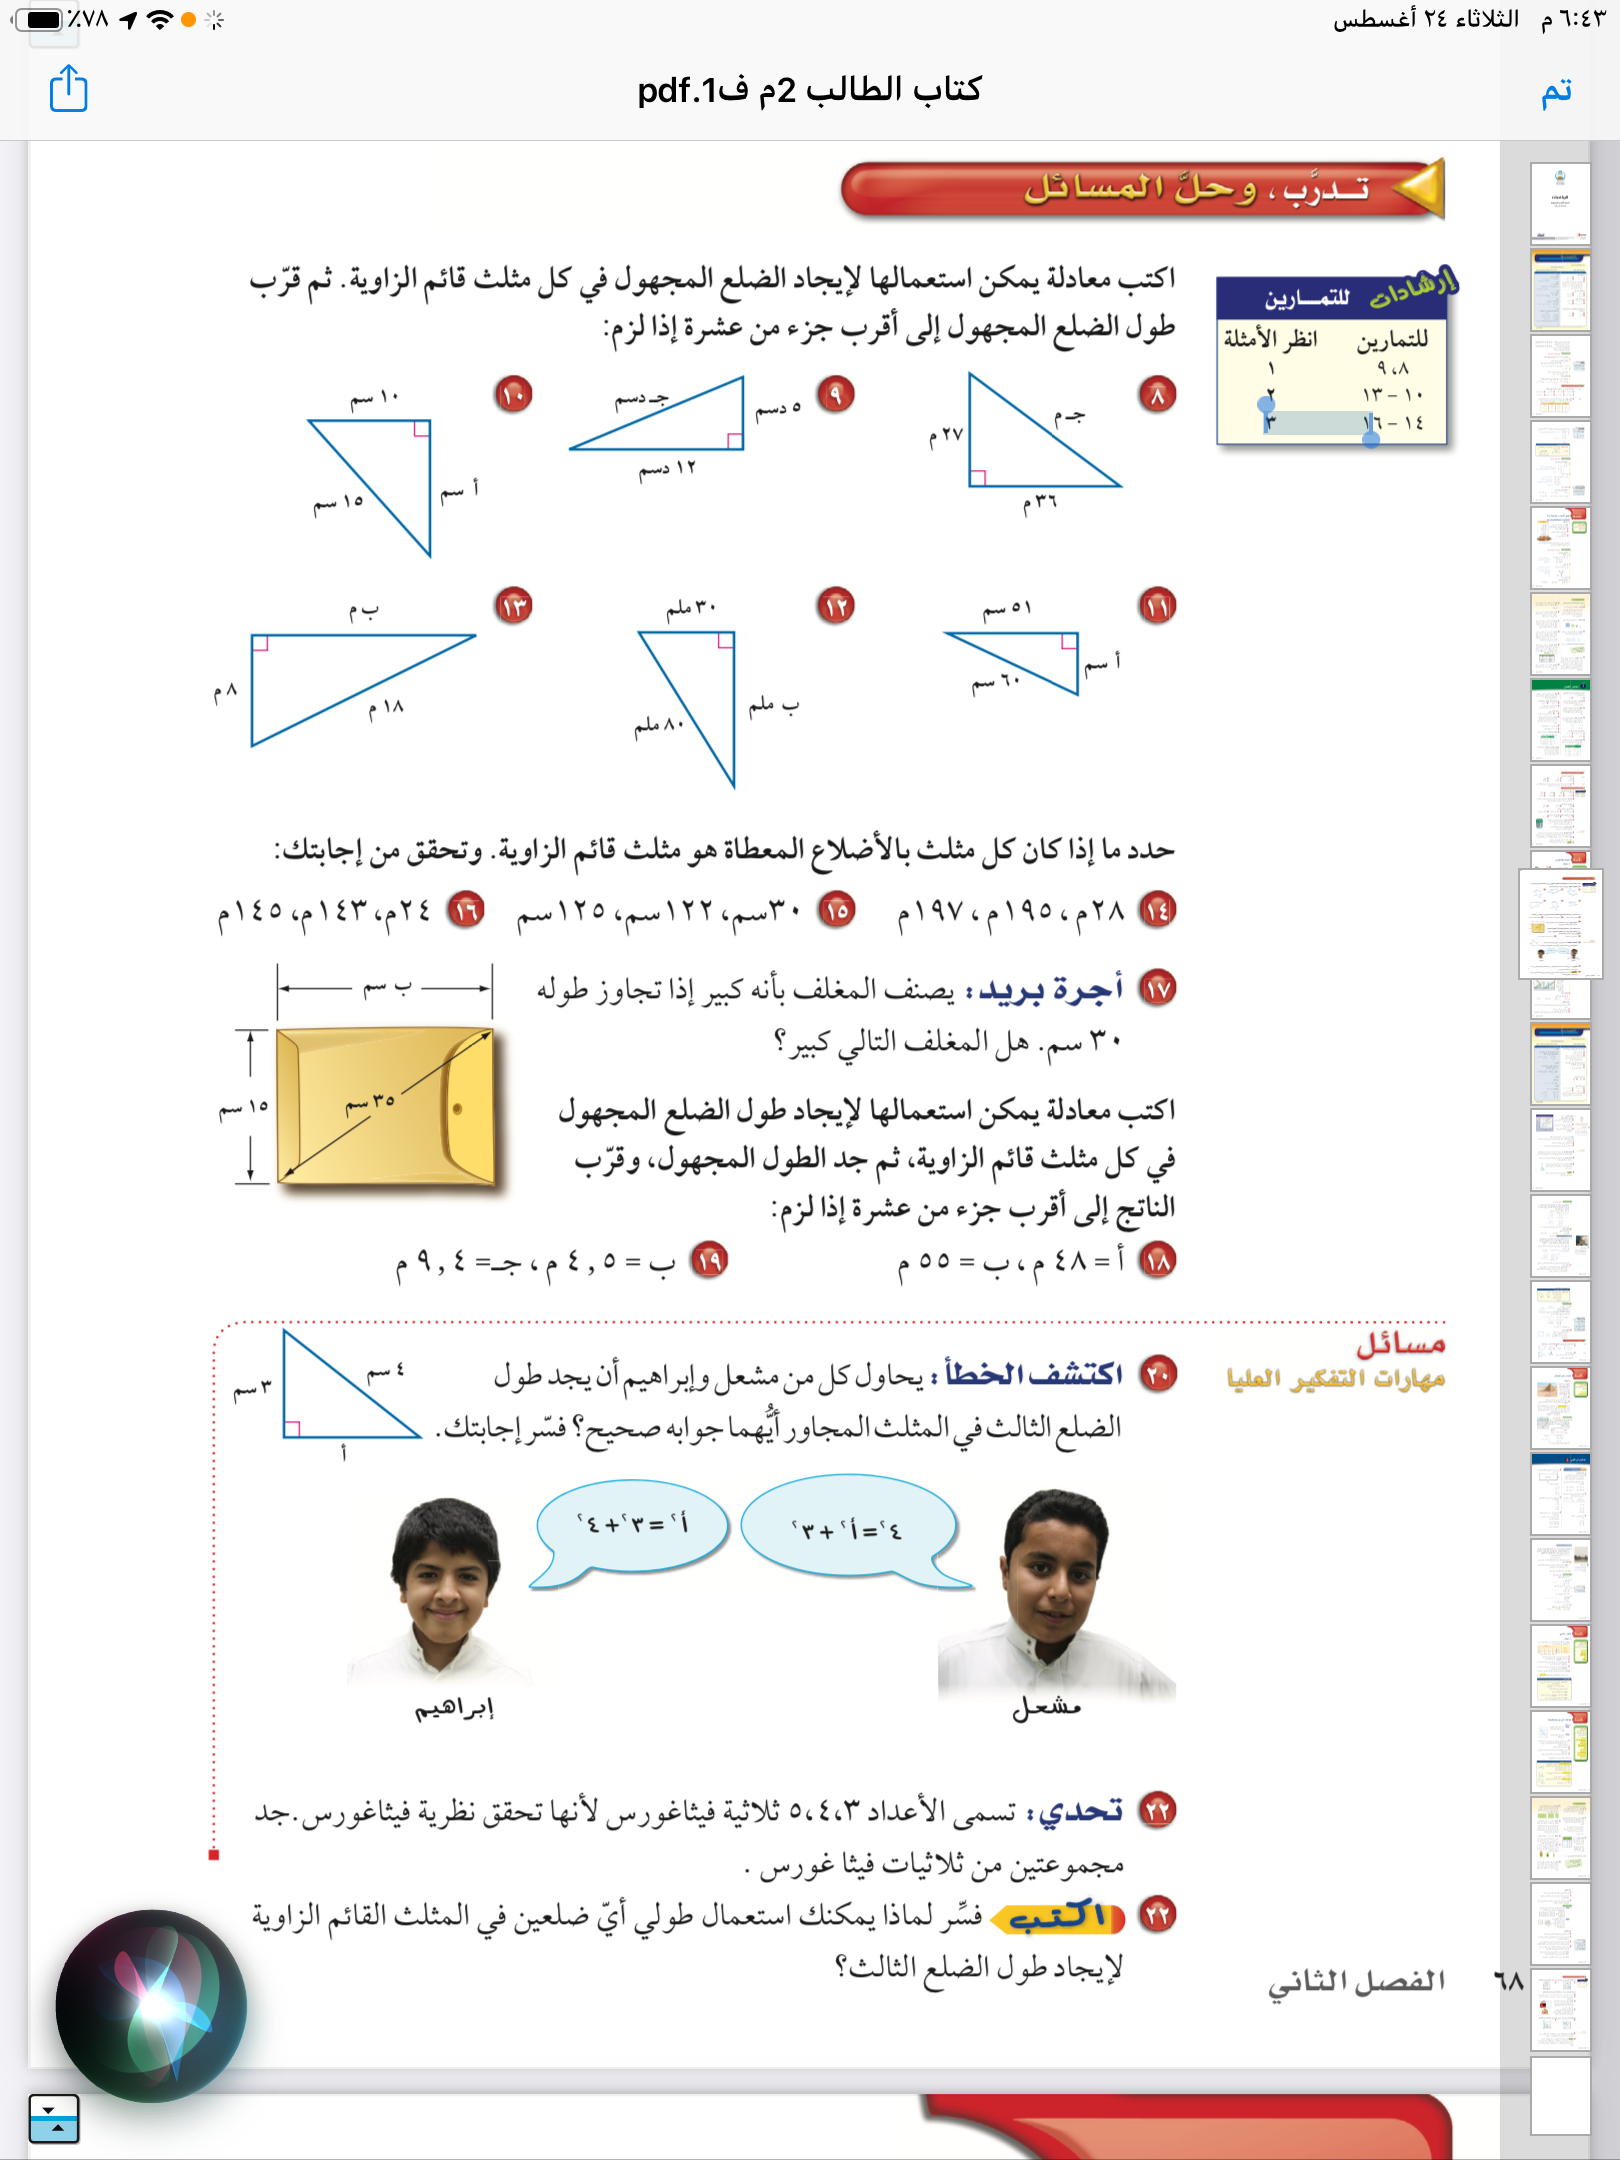 ٦:٤٣ م الثلاثاء ٢٤ أغسطس
٪٧٨
تم
كتاب الطالب 2م ف1.pdf
تـدرَّب، وحلَّ المسائل
إرشادات للتمـــارين
للتمارين انظر الأمثلة
٨، ٩ ١
١٠ – ١٣ ٢
١٤ – ١٦ ٣
اكتب معادلة يمكن استعمالها لإيجاد الضلع المجهول في كل مثلث قائم الزاوية. ثم قرّب
طول الضلع المجهول إلى أقرب جزء من عشرة إذا لزم:
٨
جـ م
٢٧ م
٣٦ م
٩
جـ دسم
٥ دسم
١٢ دسم
١٠
١٠ سم
أ سم
١٥ سم
١١
٥١ سم
أ سم
٦٠ سم
١٢
٣٠ ملم
ب ملم
٨٠ ملم
١٣
ب م
٨ م
١٨ م
حدد ما إذا كان كل مثلث بالأضلاع المعطاة هو مثلث قائم الزاوية. وتحقق من إجابتك:
١٤ ٢٨م، ١٩٥م، ١٩٧م ١٥ ٣٠سم، ١٢٢سم، ١٢٥سم ١٦ ٢٤م، ١٤٣م، ١٤٥م
١٧ أجرة بريد: يصنف المغلف بأنه كبير إذا تجاوز طوله
٣٠ سم. هل المغلف التالي كبير؟
ب سم
١٥ سم
٣٥ سم
اكتب معادلة يمكن استعمالها لإيجاد طول الضلع المجهول
في كل مثلث قائم الزاوية، ثم جد الطول المجهول، وقرّب
الناتج إلى أقرب جزء من عشرة إذا لزم:
١٨ أ = ٤٨ م، ب = ٥٥ م ١٩ ب = ٤,٥ م، جـ= ٩,٤ م
مسائل
مهارات التفكير العليا
٢٠ اكتشف الخطأ: يحاول كل من مشعل وإبراهيم أن يجد طول
الضلع الثالث في المثلث المجاور أيُّهما جوابه صحيح؟ فسّر إجابتك.
٤ سم
٣ سم
أ
٤²=أ²+٣²
أ²=٣²+٤²
مشعل
إبراهيم
٢٢ تحدي: تسمى الأعداد ٥،٤،٣ ثلاثية فيثاغورس لأنها تحقق نظرية فيثاغورس.جد
مجموعتين من ثلاثيات فيثا غورس .
٢٢ اكتب فسِّر لماذا يمكنك استعمال طولي أيّ ضلعين في المثلث القائم الزاوية
لإيجاد طول الضلع الثالث؟
٦٨ الفصل الثاني